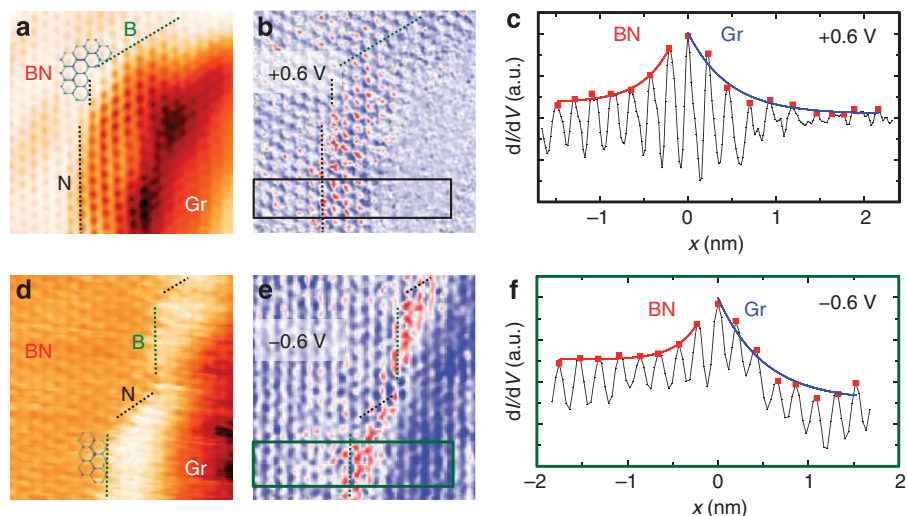 a
B
BN
N
Gr
b
+0.6 V
c
BN
Gr
+0.6 V
dI/dV (a.u.)
−1
0
1
2
x (nm)
d
BN
B
N
Gr
e
−0.6 V
f
BN
Gr
−0.6 V
dI/dV (a.u.)
−2
−1
0
1
2
x (nm)